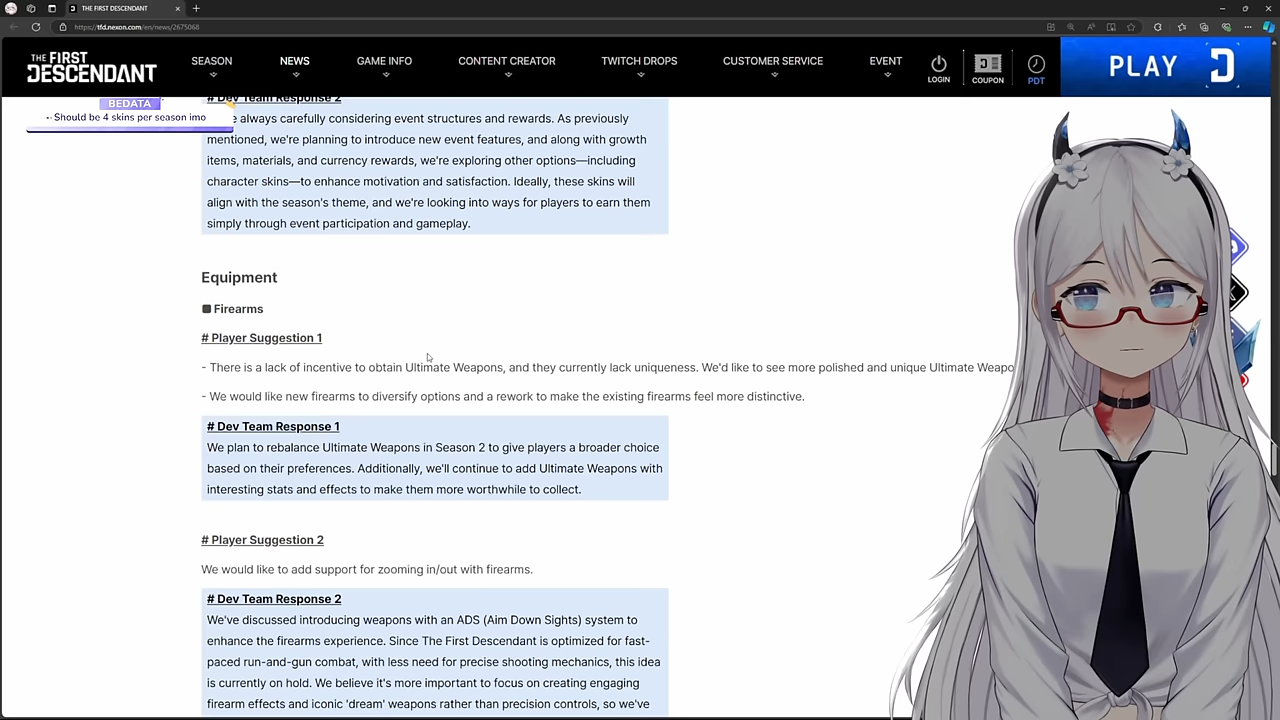 THE FIRST DESCENDANT
https://tfd.nexon.com/en/news/2675068
THE FIRST
DESCENDANT
SEASON
NEWS
GAME INFO
CONTENT CREATOR
TWITCH DROPS
CUSTOMER SERVICE
EVENT
LOGIN
COUPON
PDT
PLAY
BEDATA
Should be 4 skins per season imo
# Dev Team Response 2
always carefully considering event structures and rewards. As previously
mentioned, we're planning to introduce new event features, and along with growth
items, materials, and currency rewards, we're exploring other options—including
character skins—to enhance motivation and satisfaction. Ideally, these skins will
align with the season's theme, and we're looking into ways for players to earn them
simply through event participation and gameplay.
Equipment
Firearms
# Player Suggestion 1
- There is a lack of incentive to obtain Ultimate Weapons, and they currently lack uniqueness. We'd like to see more polished and unique Ultimate Weapo
- We would like new firearms to diversify options and a rework to make the existing firearms feel more distinctive.
# Dev Team Response 1
We plan to rebalance Ultimate Weapons in Season 2 to give players a broader choice
based on their preferences. Additionally, we'll continue to add Ultimate Weapons with
interesting stats and effects to make them more worthwhile to collect.
# Player Suggestion 2
We would like to add support for zooming in/out with firearms.
# Dev Team Response 2
We've discussed introducing weapons with an ADS (Aim Down Sights) system to
enhance the firearms experience. Since The First Descendant is optimized for fast-
paced run-and-gun combat, with less need for precise shooting mechanics, this idea
is currently on hold. We believe it's more important to focus on creating engaging
firearm effects and iconic 'dream' weapons rather than precision controls, so we've